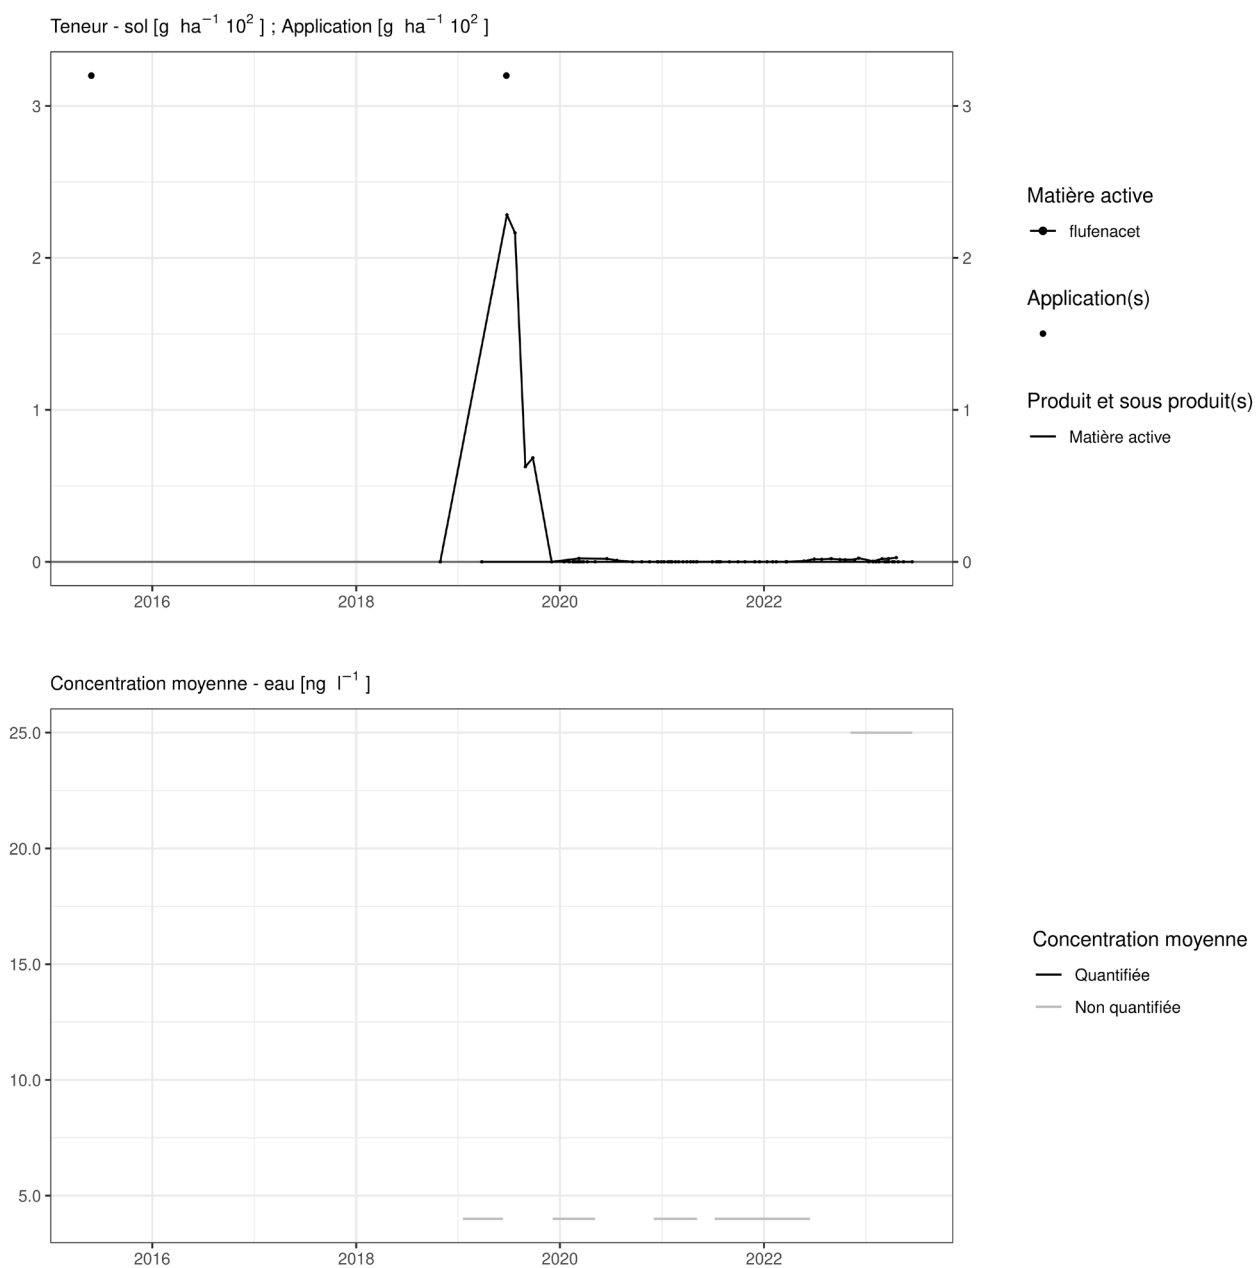 Teneur - sol [g ha⁻¹ 10² ] ; Application [g ha⁻¹ 10² ]
3
3
2
2
1
1
0
0
2016
2018
2020
2022
Matière active
flufenacet
Application(s)
Produit et sous produit(s)
Matière active
Concentration moyenne - eau [ng l⁻¹ ]
25.0
20.0
15.0
10.0
5.0
2016
2018
2020
2022
Concentration moyenne
Quantifiée
Non quantifiée